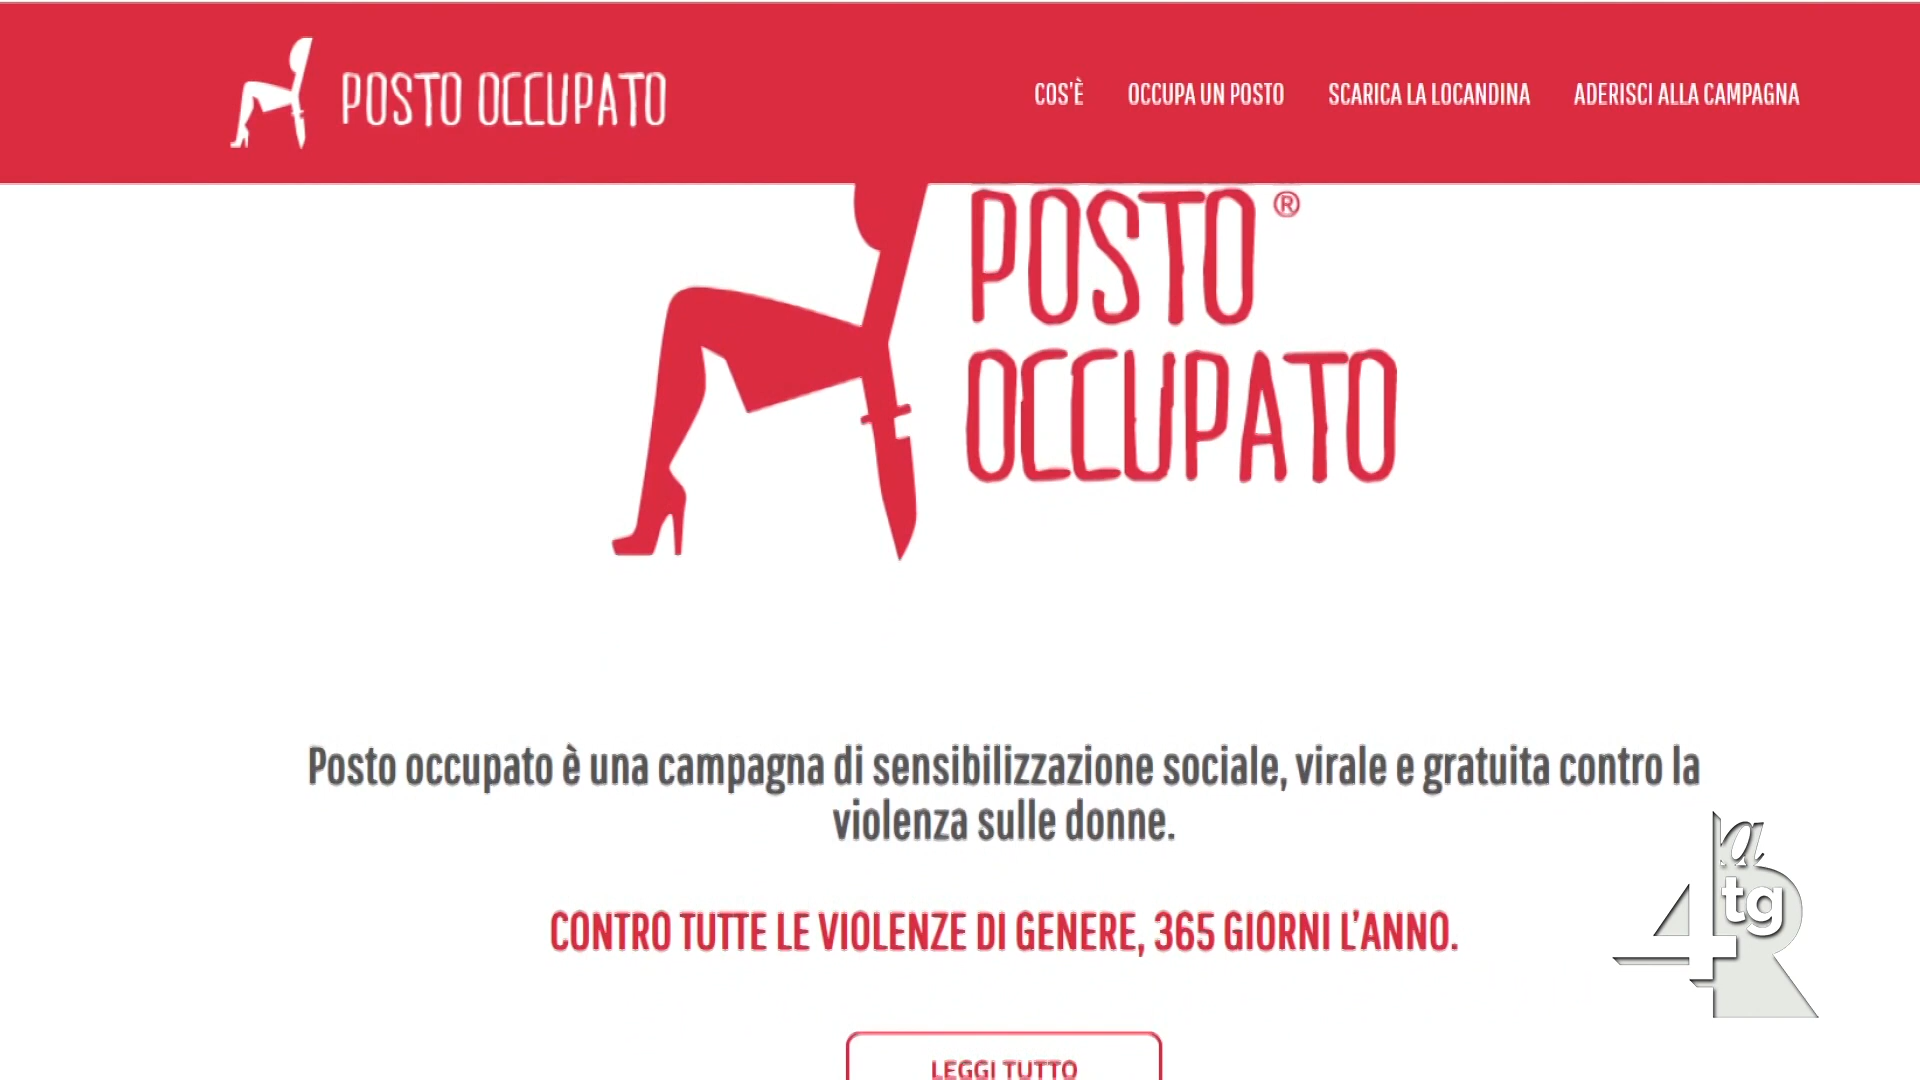 POSTO OCCUPATO
COS'È OCCUPA UN POSTO SCARICA LA LOCANDINA ADERISCI ALLA CAMPAGNA
POSTO ®
OCCUPATO
Posto occupato è una campagna di sensibilizzazione sociale, virale e gratuita contro la
violenza sulle donne.
CONTRO TUTTE LE VIOLENZE DI GENERE, 365 GIORNI L’ANNO.
la
tg
4R
LEGGI TUTTO